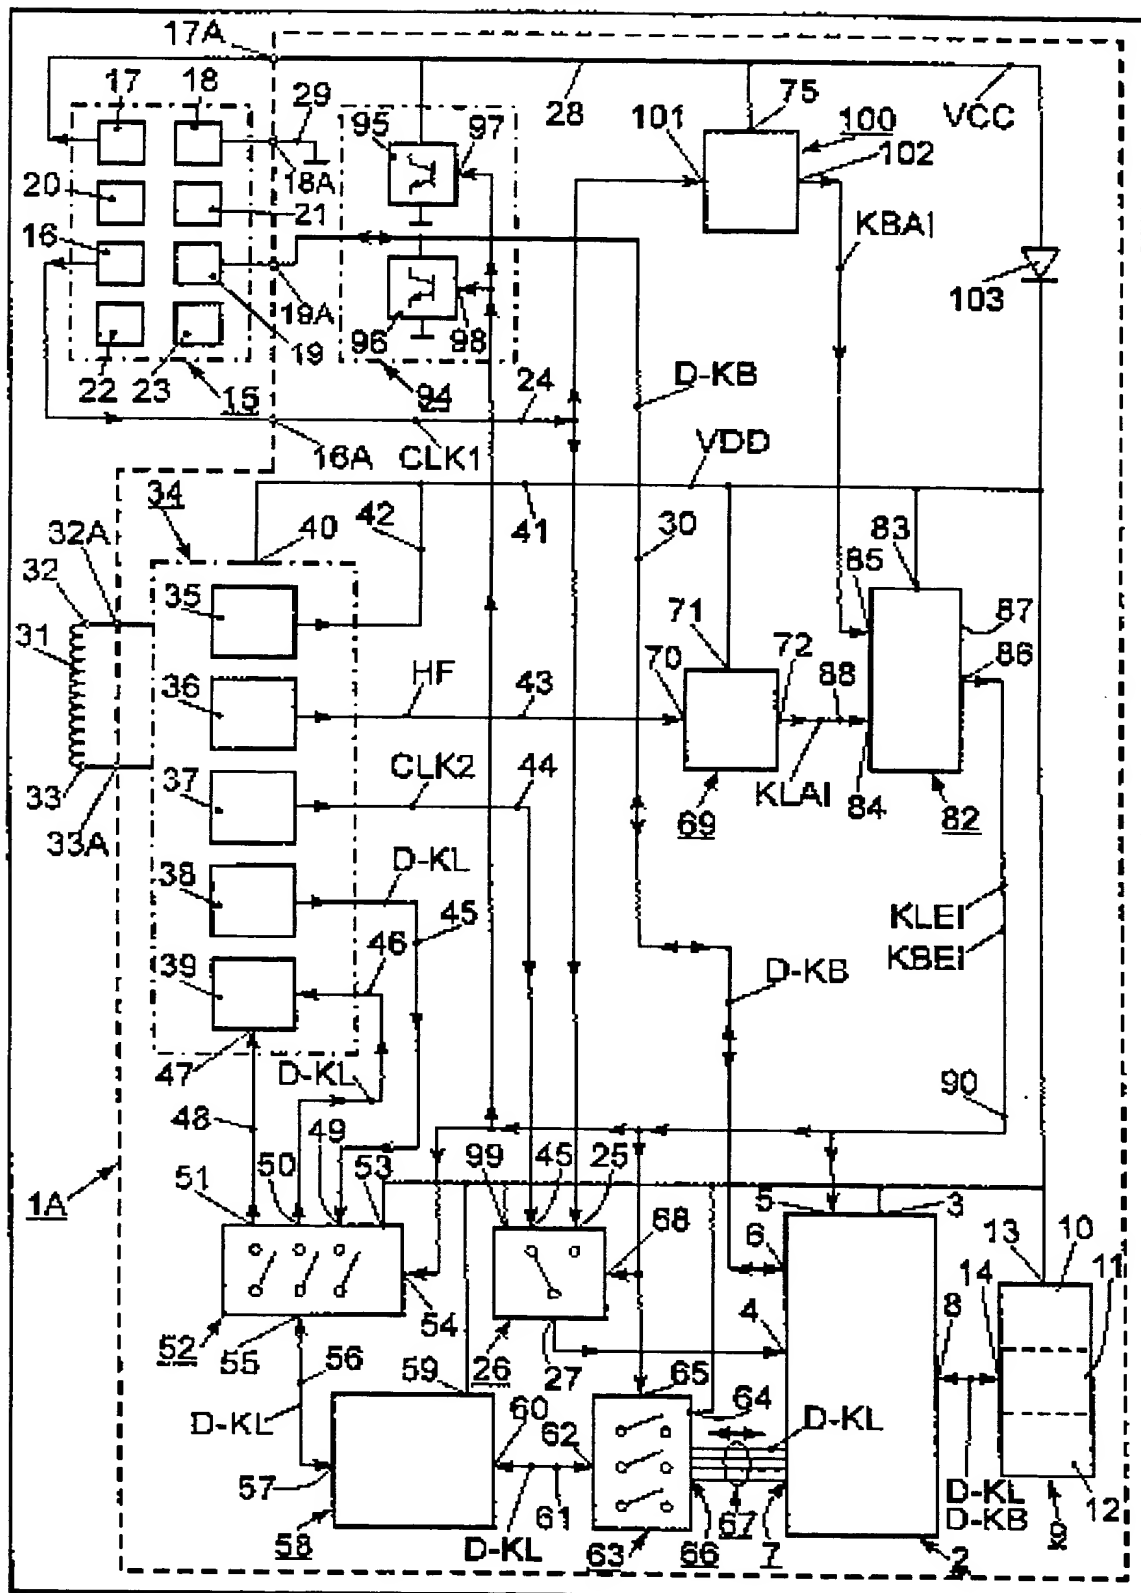 17A
17 18 29 95 97 28 75 VCC
101 100 102
20 18A 21
16 KBAI
103
19A
96 98
22 23 15 19 94 24 D-KB
16A CLK1 VDD
34 40 42 41 30 83
32A
32 35 85 87
31 71 72 86
36 HF 43 70 88
37 CLK2 44 KLAI
33 69 84 82
33A
38 D-KL
45 KLEI
46 KBEI
39 D-KB
47 D-KL 90
48 49
51 50 53 99 45 25 5 3
1A 6 13 10
68 14 11
54 4 8
52 55 26 27
56 59 65 64
D-KL 60 62 D-KL
57 61 67 D-KL 12
58 D-KL 63 66 7 2 D-KB 9